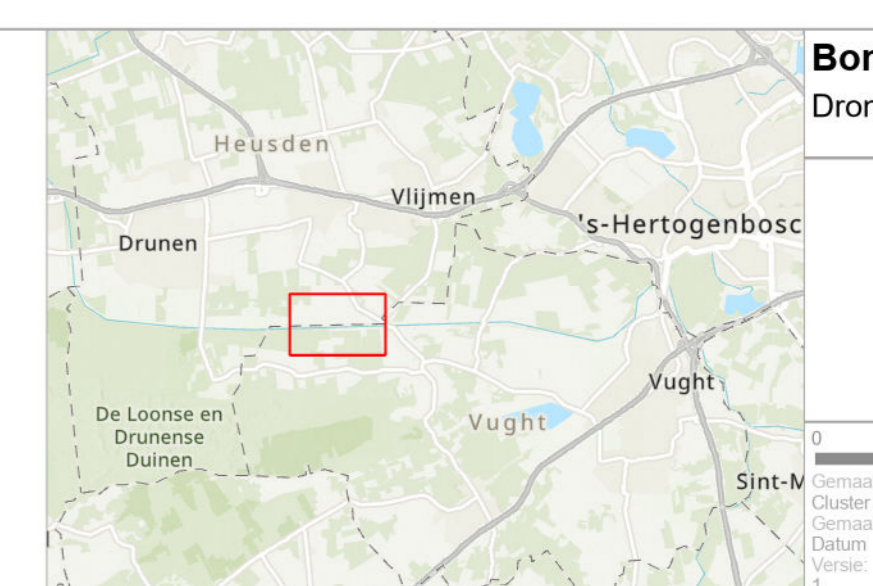 Bor
Dror
Heusden
Vlijmen
's-Hertogenbosc
Drunen
De Loonse en
Drunense
Duinen
Vught
Vught
Sint-M
0
Gemaa
Cluster
Gemaa
Datum
Versie: